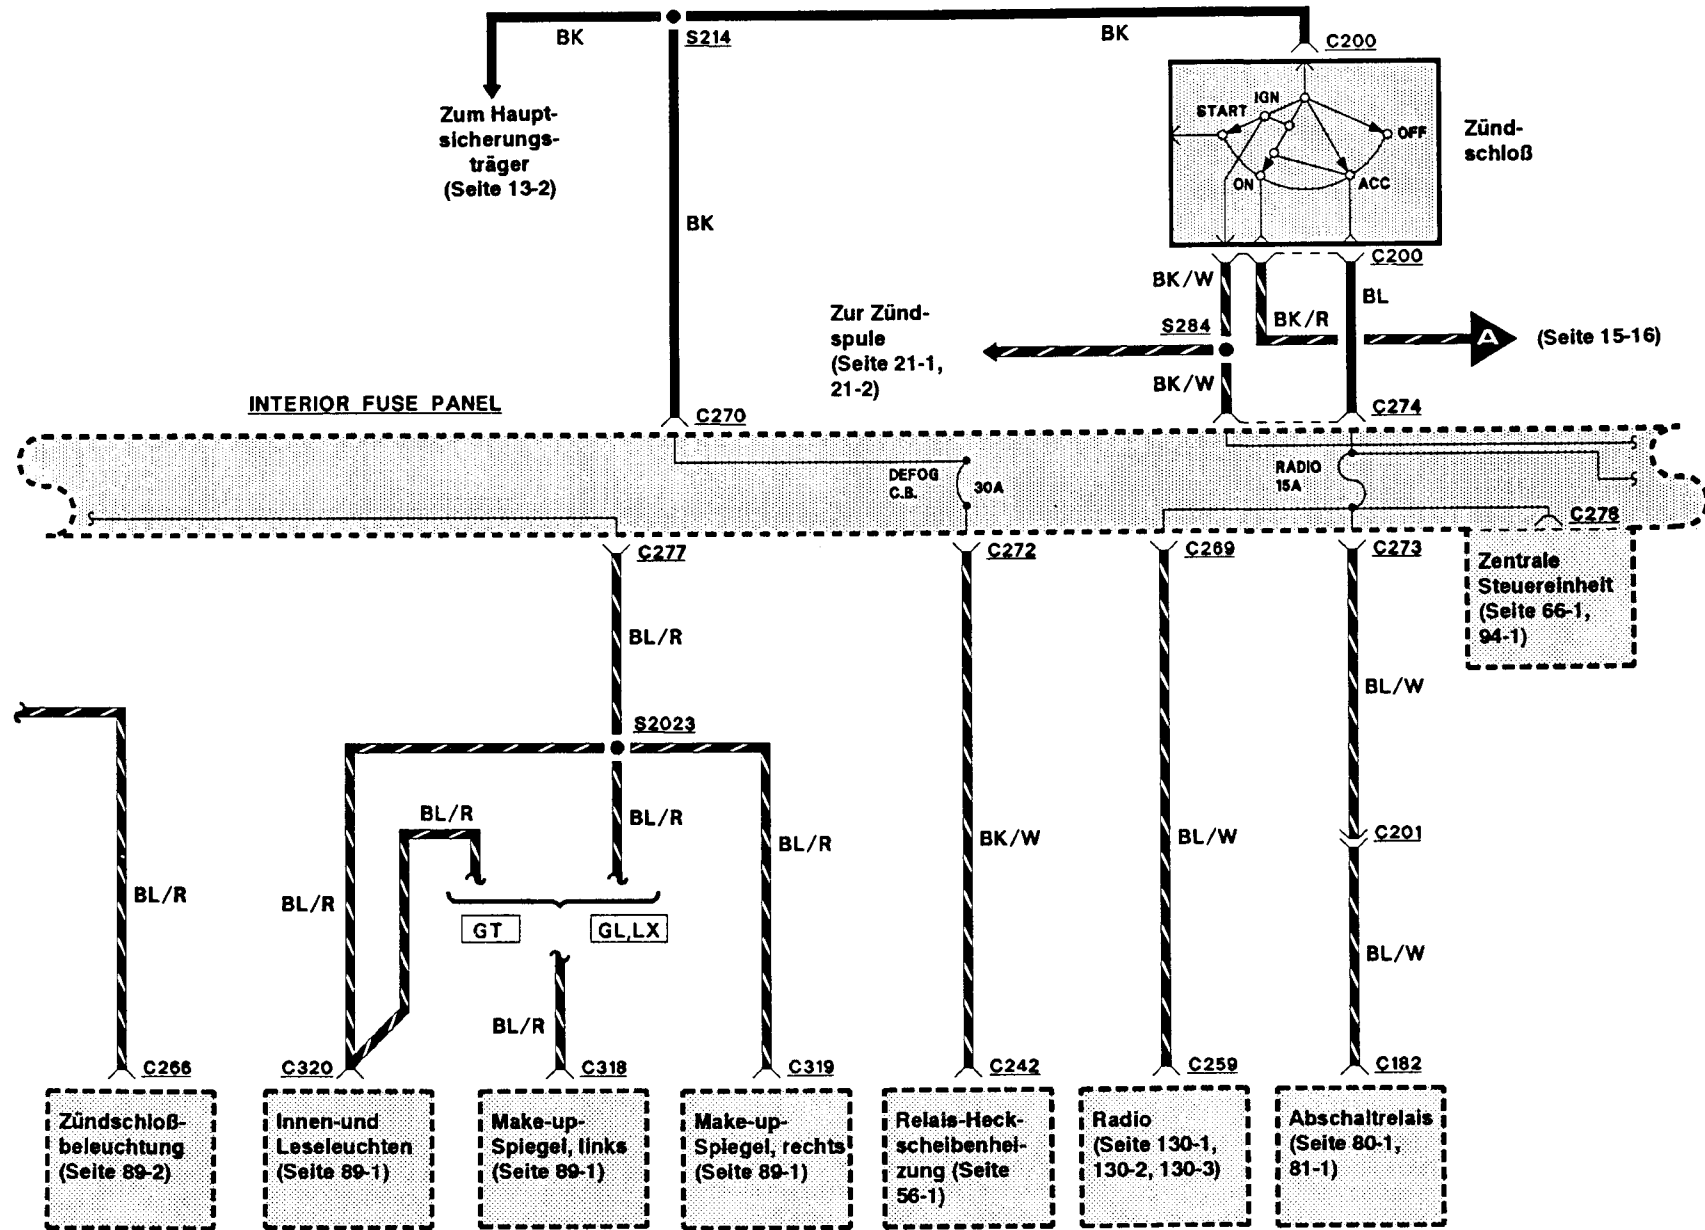 BK
S214
BK
C200
Zum Haupt-
sicherungs-
träger
(Seite 13-2)
BK
START
IGN
OFF
ON
ACC
Zünd-
schloß
C200
BK/W
BL
Zur Zünd-
spule
(Seite 21-1,
21-2)
S284
BK/R
A
(Seite 15-16)
BK/W
INTERIOR FUSE PANEL
C270
C274
DEFOG
C.B.
30A
RADIO
15A
C278
C277
C272
C269
C273
Zentrale
Steuereinheit
(Seite 66-1,
94-1)
BL/R
BL/W
S2023
BL/R
BL/R
BL/R
BK/W
BL/W
C201
BL/R
BL/R
GT
GL,LX
BL/W
BL/R
C266
C320
C318
C319
C242
C259
C182
Zündschloß-
beleuchtung
(Seite 89-2)
Innen-und
Leseleuchten
(Seite 89-1)
Make-up-
Spiegel, links
(Seite 89-1)
Make-up-
Spiegel, rechts
(Seite 89-1)
Relais-Heck-
scheibenhei-
zung (Seite
56-1)
Radio
(Seite 130-1,
130-2, 130-3)
Abschaltrelais
(Seite 80-1,
81-1)